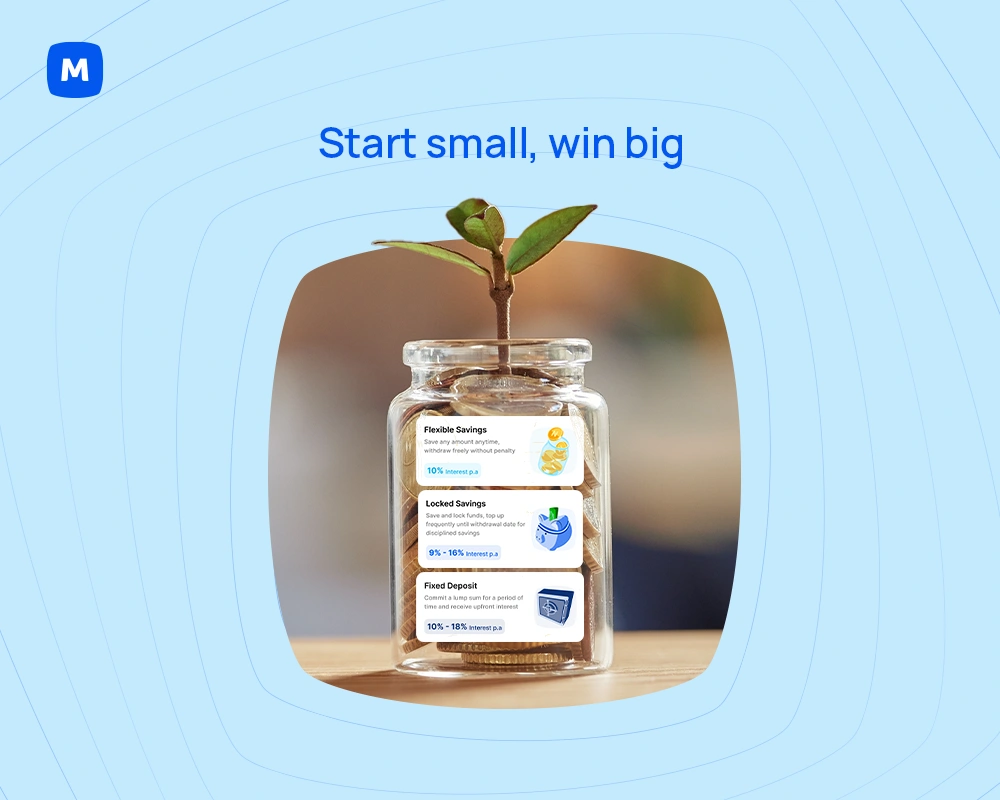 M
Start small, win big
Flexible Savings
Save any amount anytime,
withdraw freely without penalty
10% Interest p.a
Locked Savings
Save and lock funds, top up
frequently until withdrawal date for
disciplined savings
9% - 16% Interest p.a
Fixed Deposit
Commit a lump sum for a period of
time and receive upfront interest
10% - 18% Interest p.a